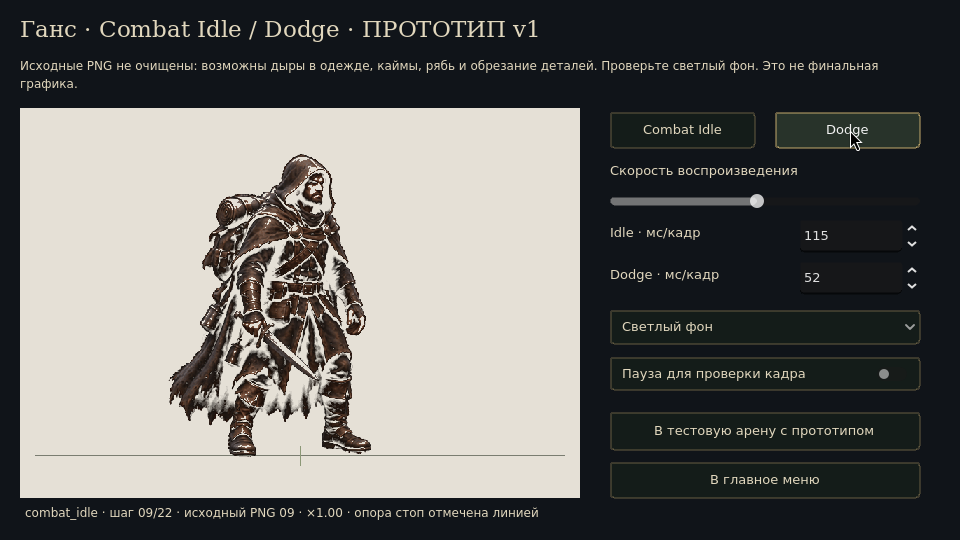 Ганс · Combat Idle / Dodge · ПРОТОТИП v1
Исходные PNG не очищены: возможны дыры в одежде, каймы, рябь и обрезание деталей. Проверьте светлый фон. Это не финальная
графика.
Combat Idle
Dodge
Скорость воспроизведения
Idle · мс/кадр
115
Dodge · мс/кадр
52
Светлый фон
Пауза для проверки кадра
В тестовую арену с прототипом
В главное меню
combat_idle · шаг 09/22 · исходный PNG 09 · ×1.00 · опора стоп отмечена линией